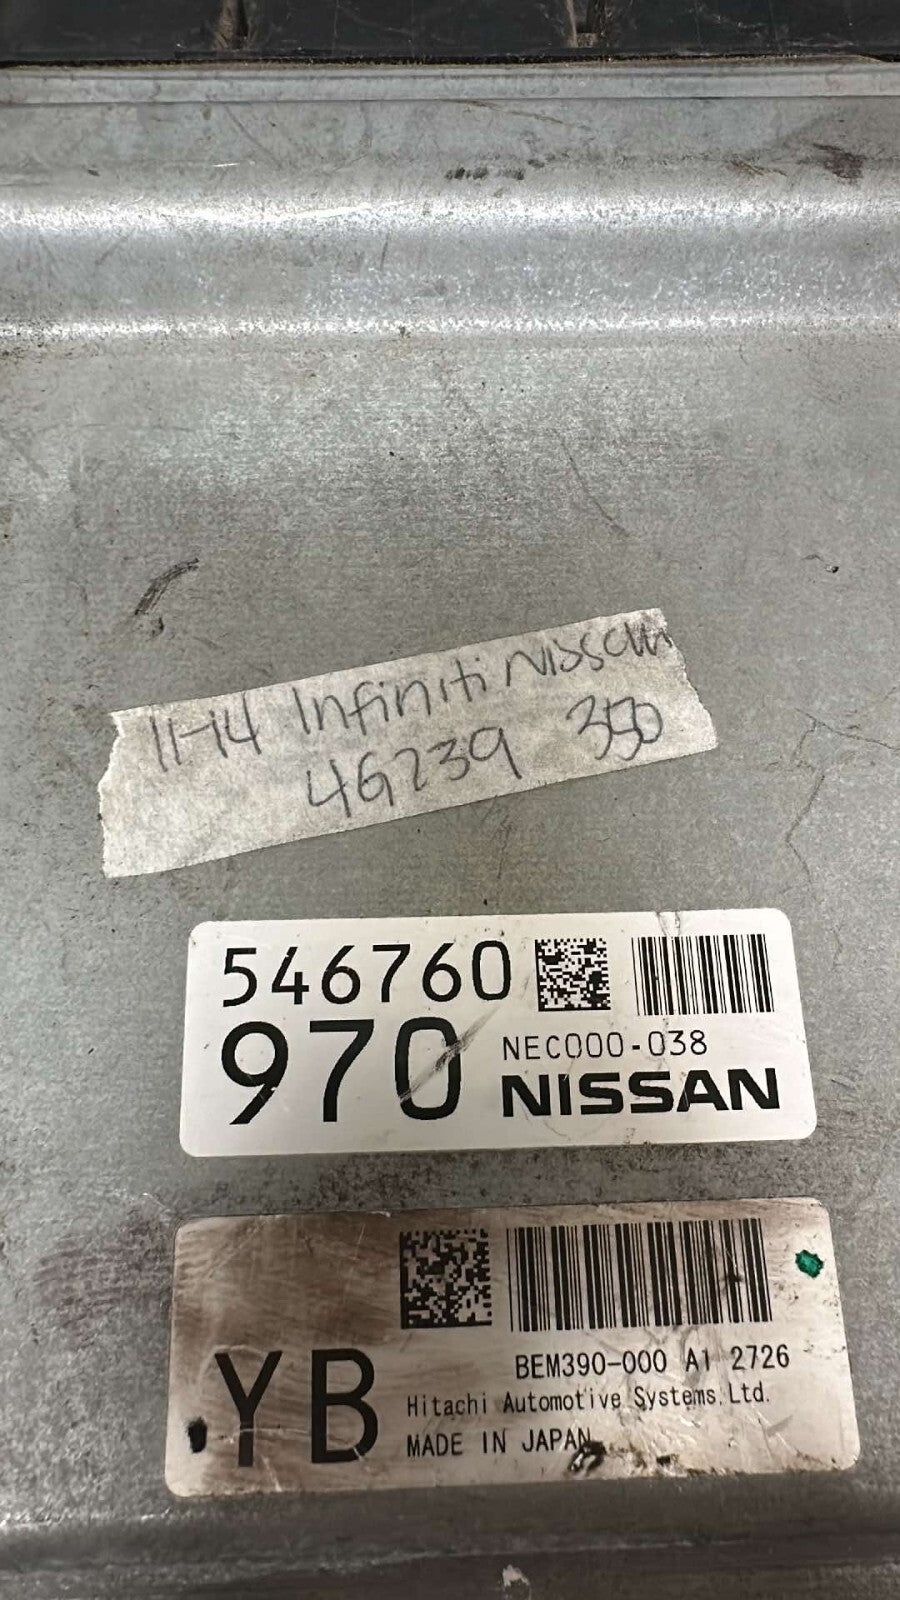 11-14 Infiniti Nissan
4G239 350
546760
970
NEC000-038
NISSAN
YB
BEM390-000 A1 2726
Hitachi Automotive Systems,Ltd.
MADE IN JAPAN